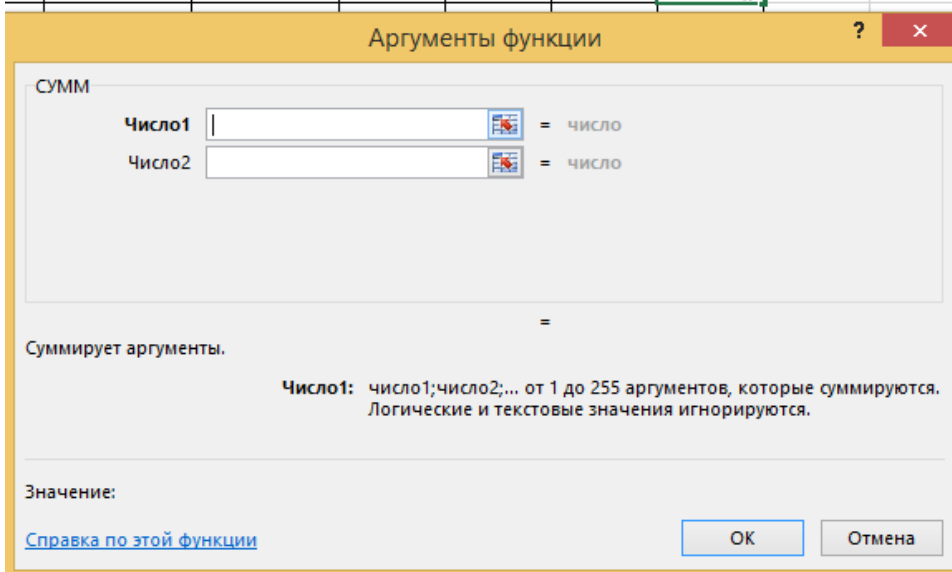 Аргументы функции ? ×
СУММ
Число1 = число
Число2 = число
=
Суммирует аргументы.
Число1: число1;число2;... от 1 до 255 аргументов, которые суммируются.
Логические и текстовые значения игнорируются.
Значение:
Справка по этой функции
ОК Отмена